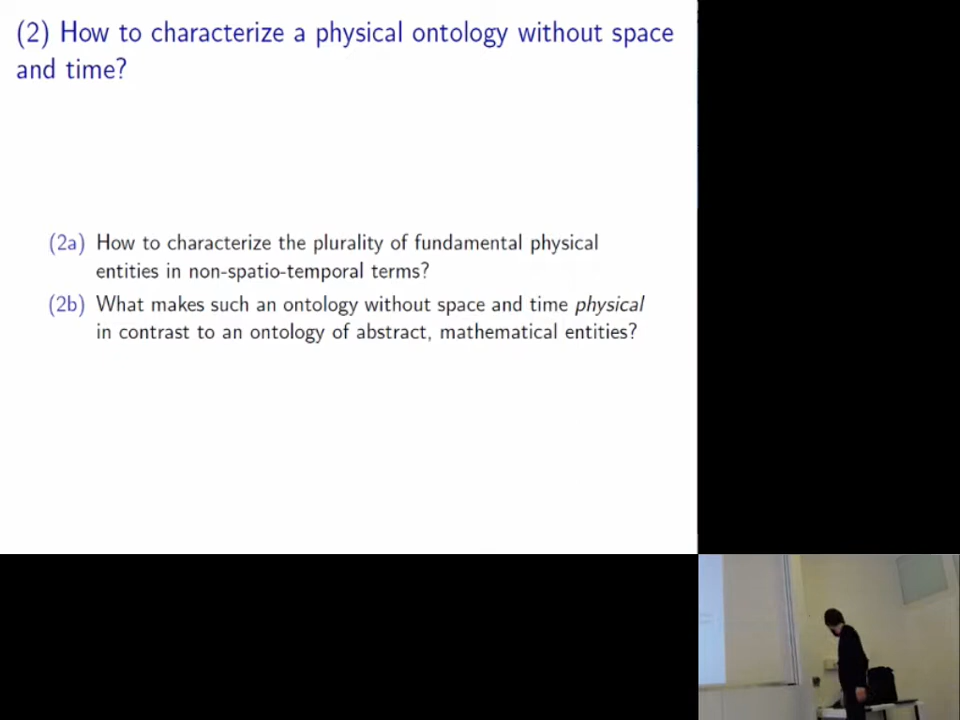 (2) How to characterize a physical ontology without space
and time?
(2a) How to characterize the plurality of fundamental physical
entities in non-spatio-temporal terms?
(2b) What makes such an ontology without space and time physical
in contrast to an ontology of abstract, mathematical entities?